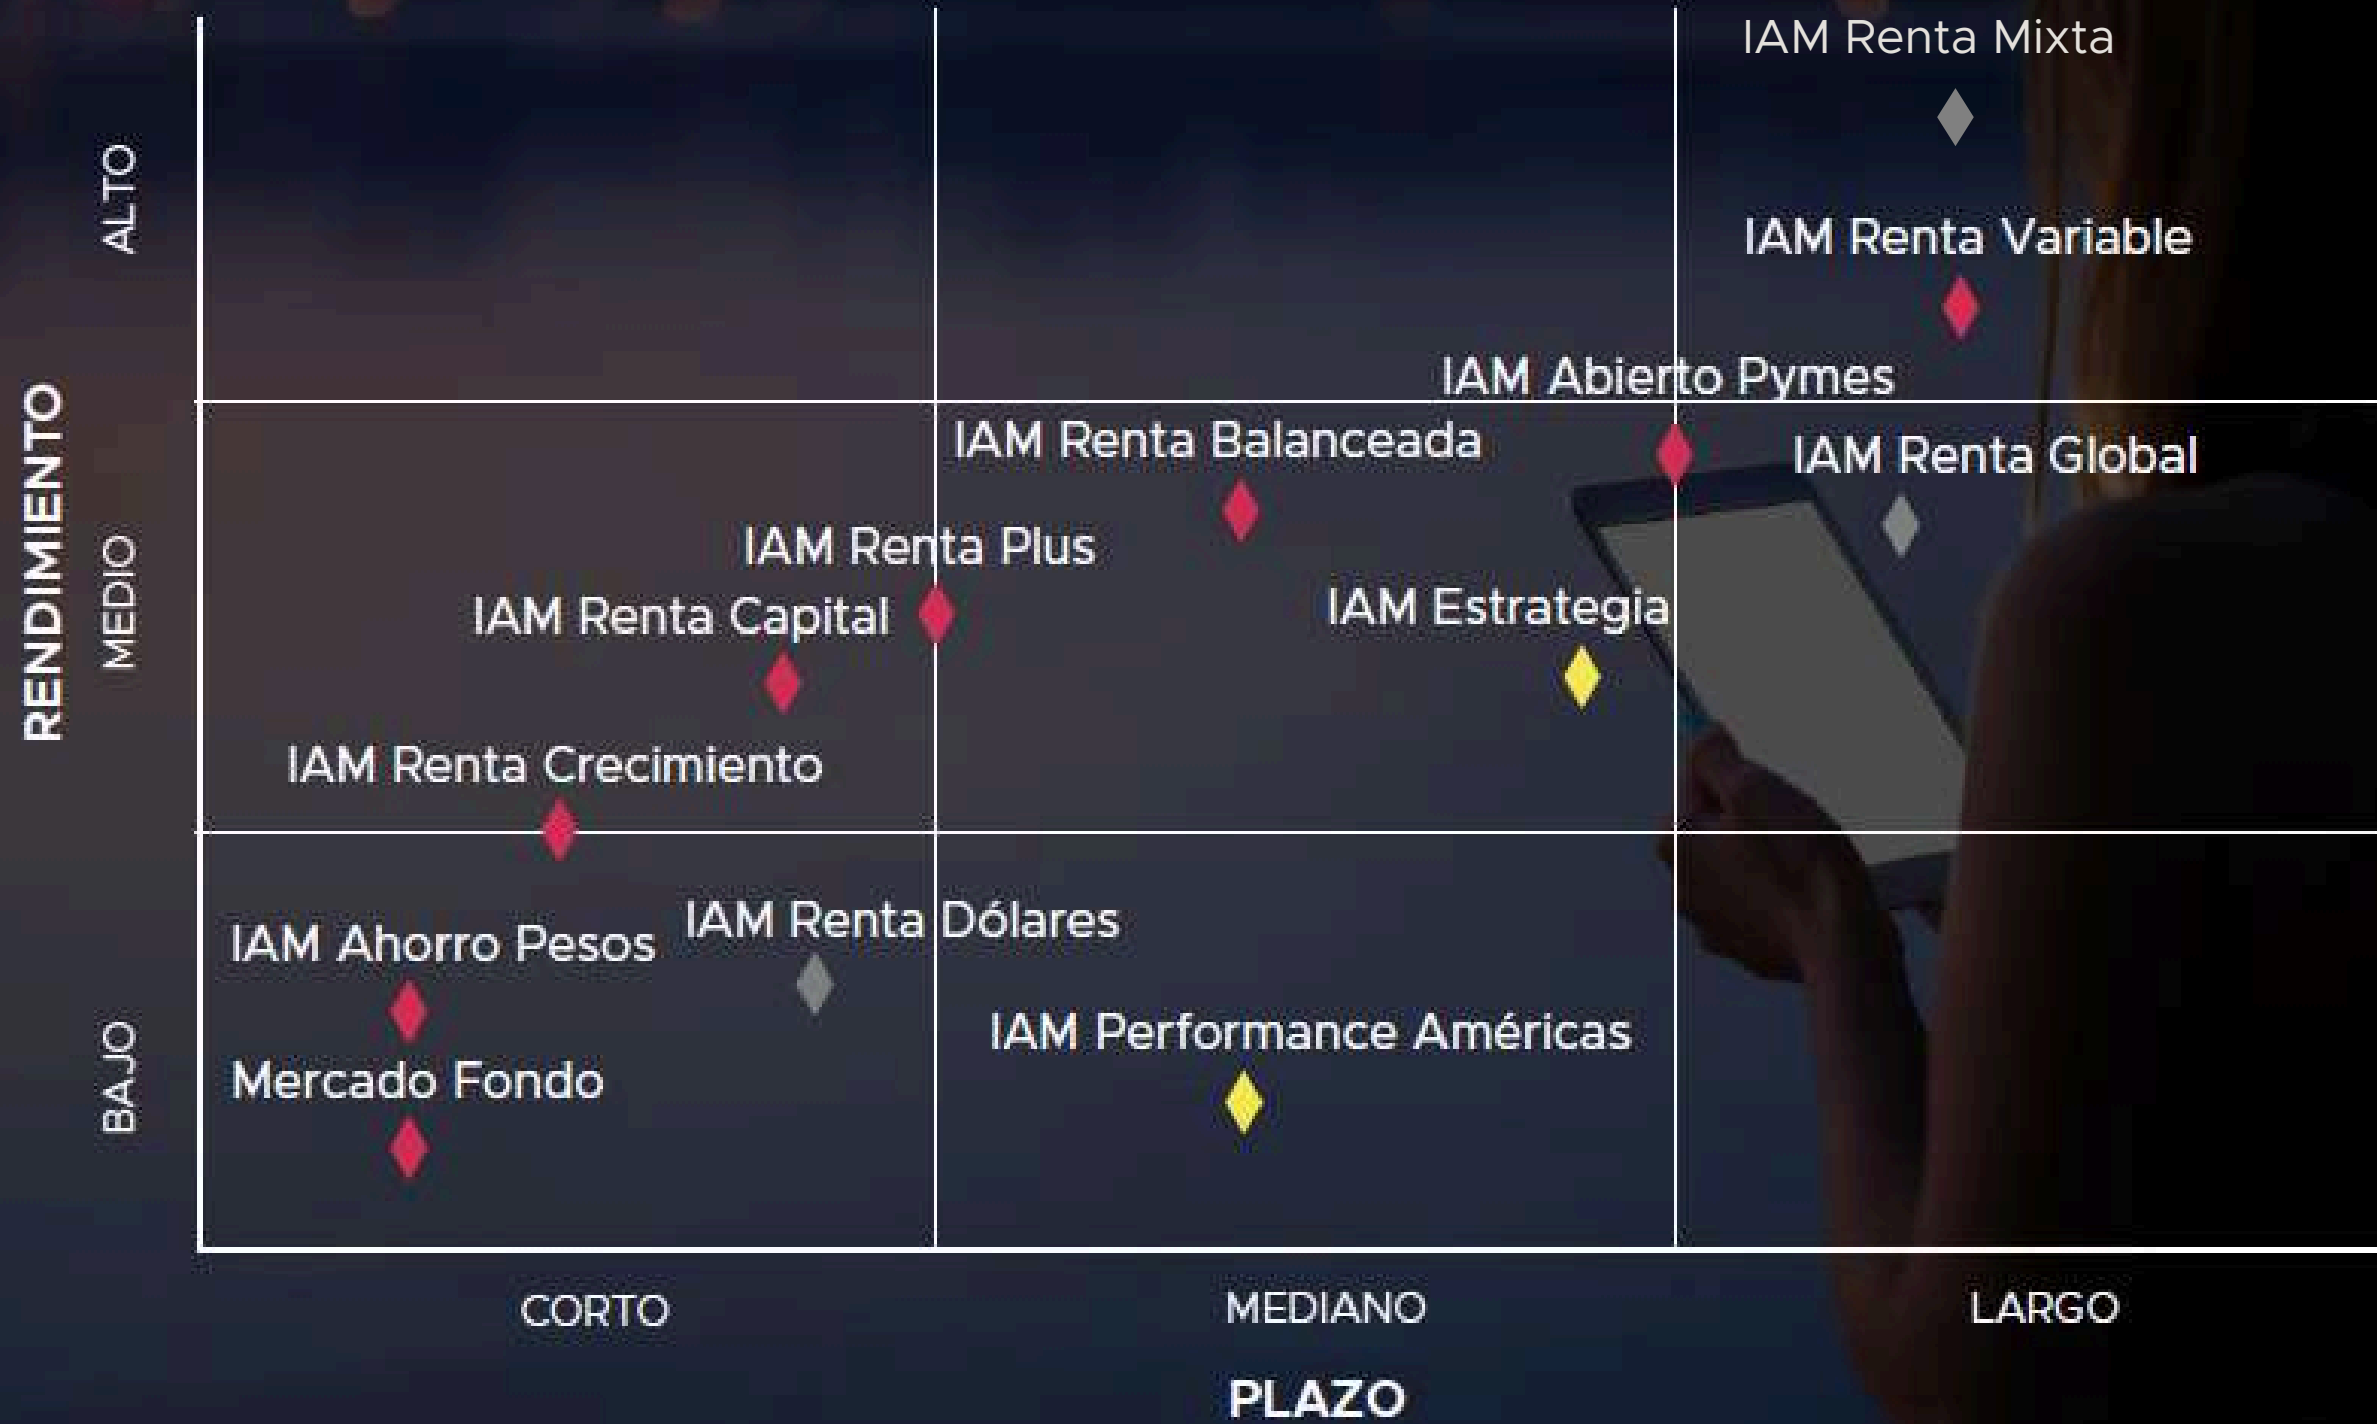 IAM Renta Mixta
ALTO
IAM Renta Variable
IAM Abierto Pymes
RENDIMIENTO
IAM Renta Balanceada
IAM Renta Global
IAM Renta Plus
MEDIO
IAM Renta Capital
IAM Estrategia
IAM Renta Crecimiento
IAM Renta Dólares
IAM Ahorro Pesos
IAM Performance Américas
BAJO
Mercado Fondo
CORTO
MEDIANO
LARGO
PLAZO